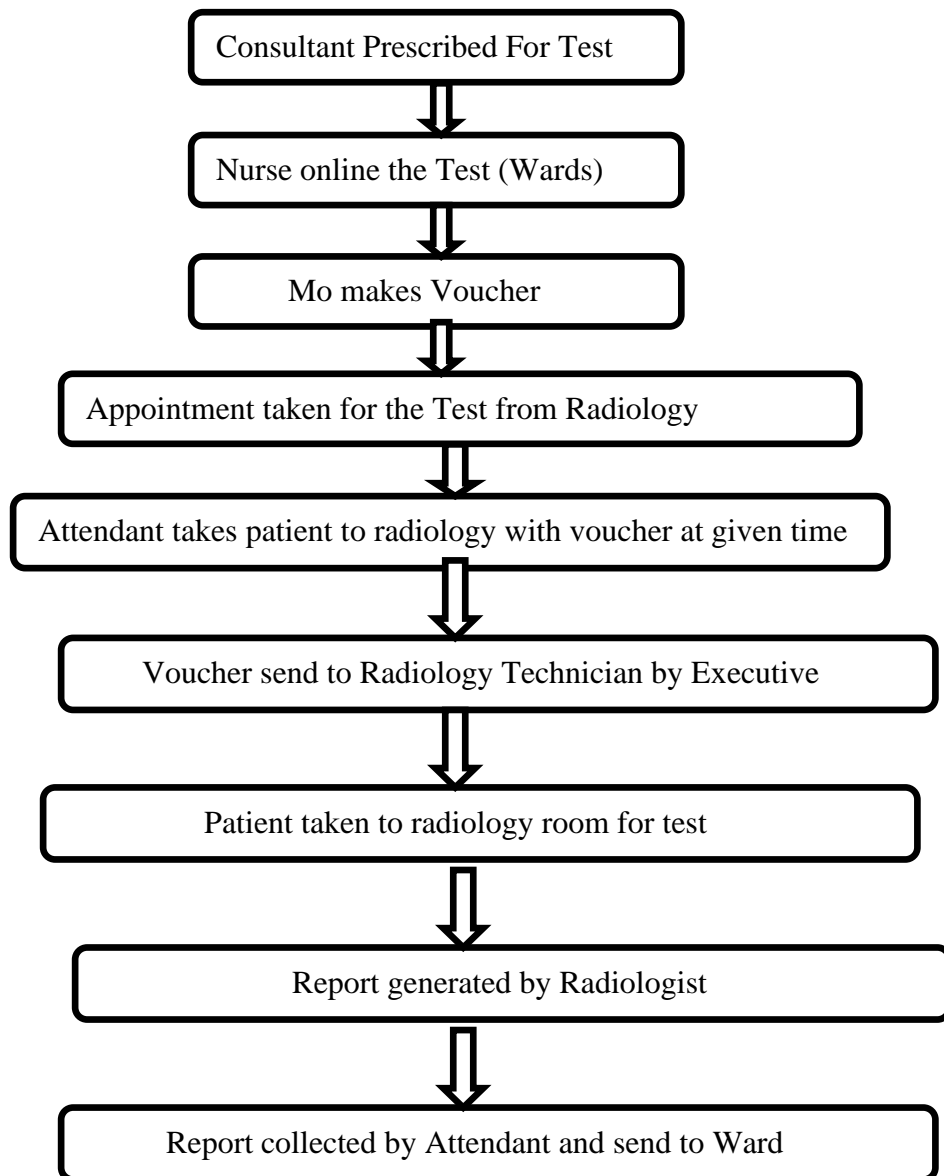 Consultant Prescribed For Test
Nurse online the Test (Wards)
Mo makes Voucher
Appointment taken for the Test from Radiology
Attendant takes patient to radiology with voucher at given time
Voucher send to Radiology Technician by Executive
Patient taken to radiology room for test
Report generated by Radiologist
Report collected by Attendant and send to Ward